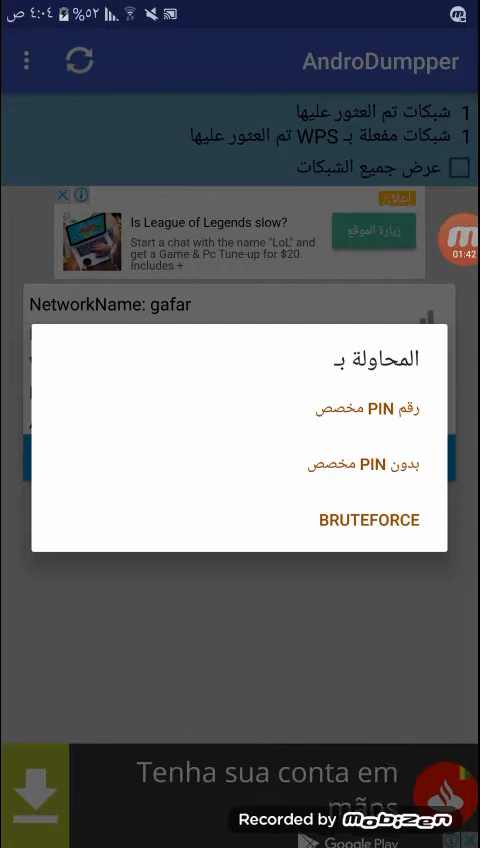 ص ٤:٠٤ %٥٢
AndroDumpper
1 شبكات تم العثور عليها
1 شبكات مفعلة بـ WPS تم العثور عليها
عرض جميع الشبكات
إعلان
Is League of Legends slow?
Start a chat with the name "LoL" and
get a Game & Pc Tune-up for $20.
Includes +
زيارة الموقع
01:42
NetworkName: gafar
المحاولة بـ
رقم PIN مخصص
بدون PIN مخصص
BRUTEFORCE
Tenha sua conta em
mãos
Recorded by mobizen
Google Play